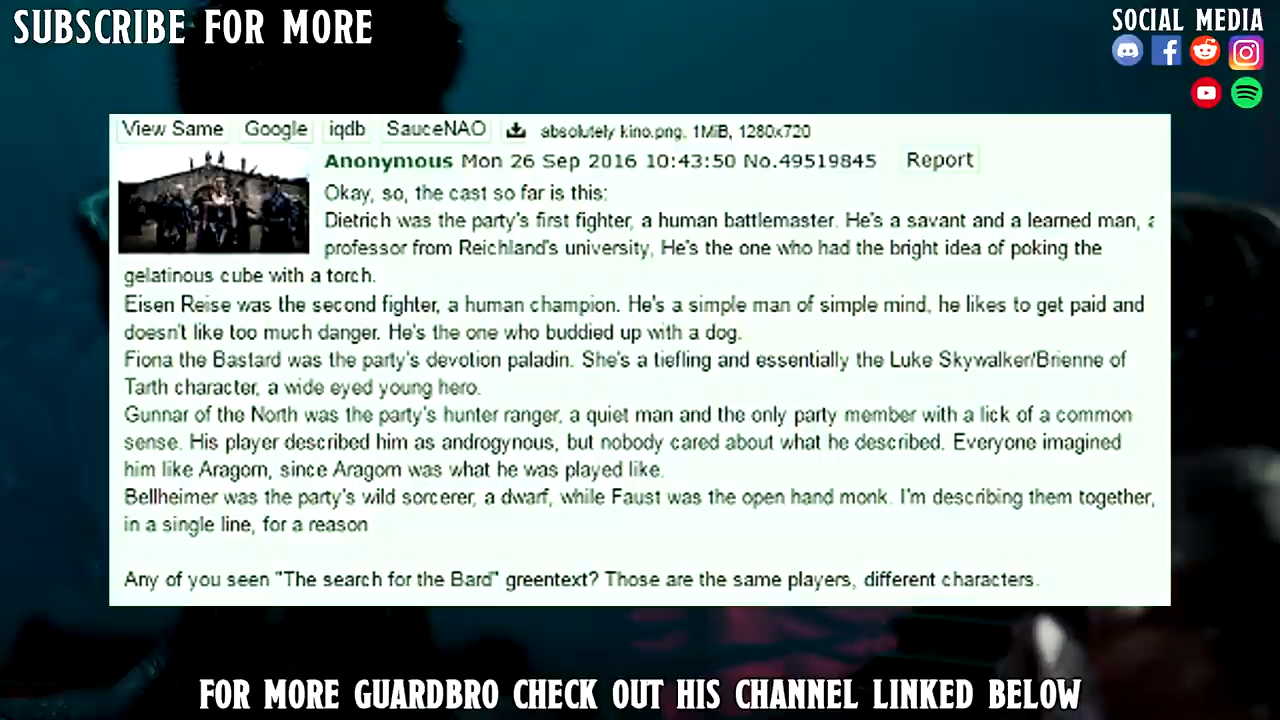 SUBSCRIBE FOR MORE
SOCIAL MEDIA
View Same Google iqdb SauceNAO absolutely kino.png, 1MiB, 1280x720
Anonymous Mon 26 Sep 2016 10:43:50 No.49519845 Report
Okay, so, the cast so far is this:
Dietrich was the party's first fighter, a human battlemaster. He's a savant and a learned man, a
professor from Reichland's university, He's the one who had the bright idea of poking the
gelatinous cube with a torch.
Eisen Reise was the second fighter, a human champion. He's a simple man of simple mind, he likes to get paid and
doesn't like too much danger. He's the one who buddied up with a dog.
Fiona the Bastard was the party's devotion paladin. She's a tiefling and essentially the Luke Skywalker/Brienne of
Tarth character, a wide eyed young hero.
Gunnar of the North was the party's hunter ranger, a quiet man and the only party member with a lick of a common
sense. His player described him as androgynous, but nobody cared about what he described. Everyone imagined
him like Aragorn, since Aragorn was what he was played like.
Bellheimer was the party's wild sorcerer, a dwarf, while Faust was the open hand monk. I'm describing them together,
in a single line, for a reason
Any of you seen "The search for the Bard" greentext? Those are the same players, different characters.
FOR MORE GUARDBRO CHECK OUT HIS CHANNEL LINKED BELOW